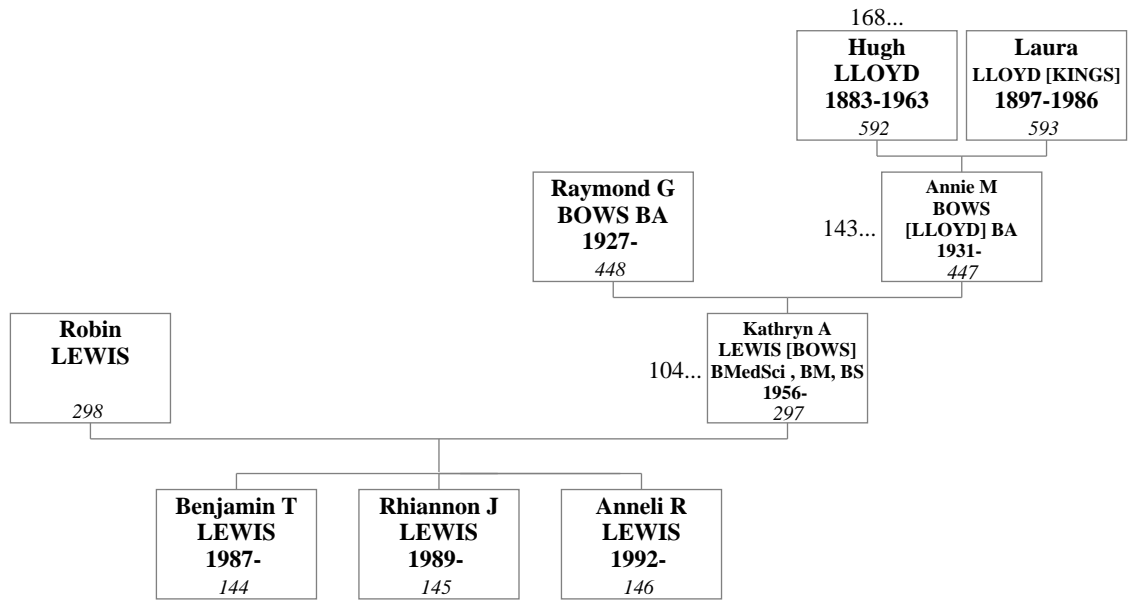 168...
Hugh
LLOYD
1883-1963
592
Laura
LLOYD [KINGS]
1897-1986
593
Raymond G
BOWS BA
1927-
448
143...
Annie M
BOWS
[LLOYD] BA
1931-
447
Robin
LEWIS
298
104...
Kathryn A
LEWIS [BOWS]
BMedSci , BM, BS
1956-
297
Benjamin T
LEWIS
1987-
144
Rhiannon J
LEWIS
1989-
145
Anneli R
LEWIS
1992-
146